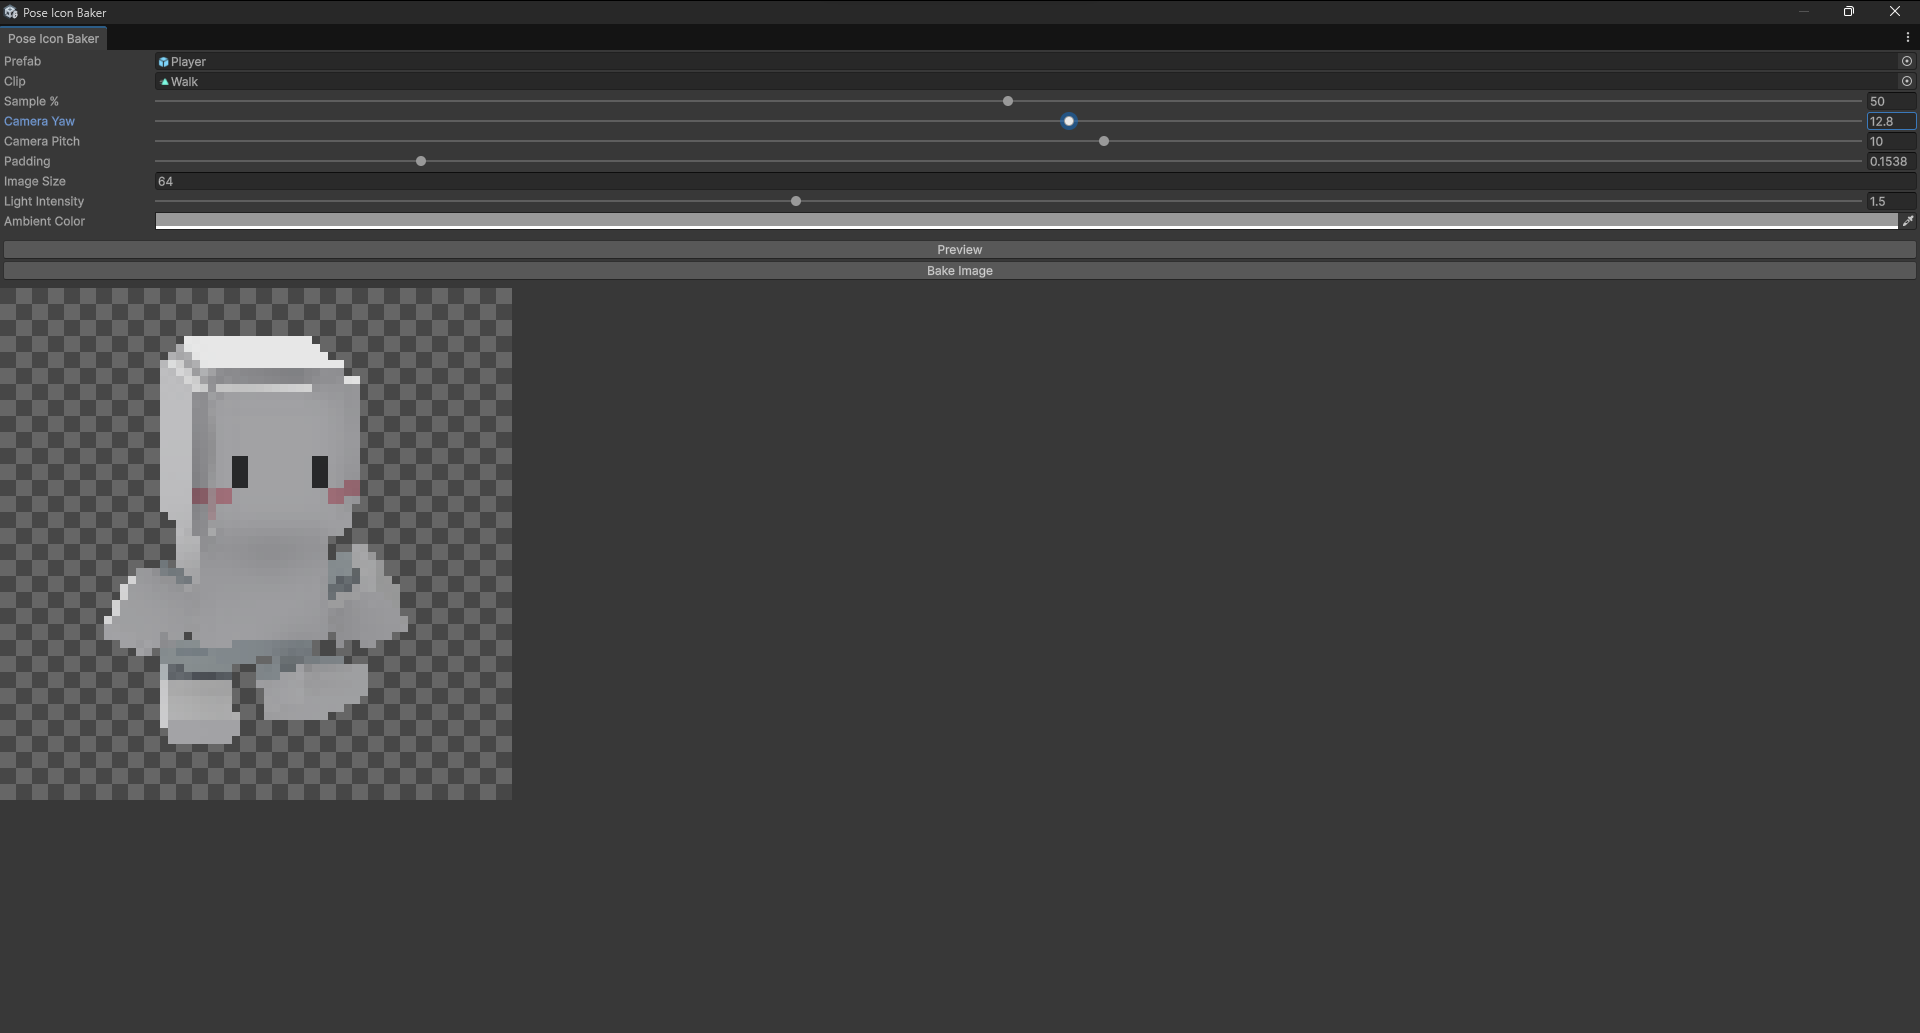 Pose Icon Baker
Pose Icon Baker
Prefab Player
Clip Walk
Sample % 50
Camera Yaw 12.8
Camera Pitch 10
Padding 0.1538
Image Size 64
Light Intensity 1.5
Ambient Color
Preview
Bake Image